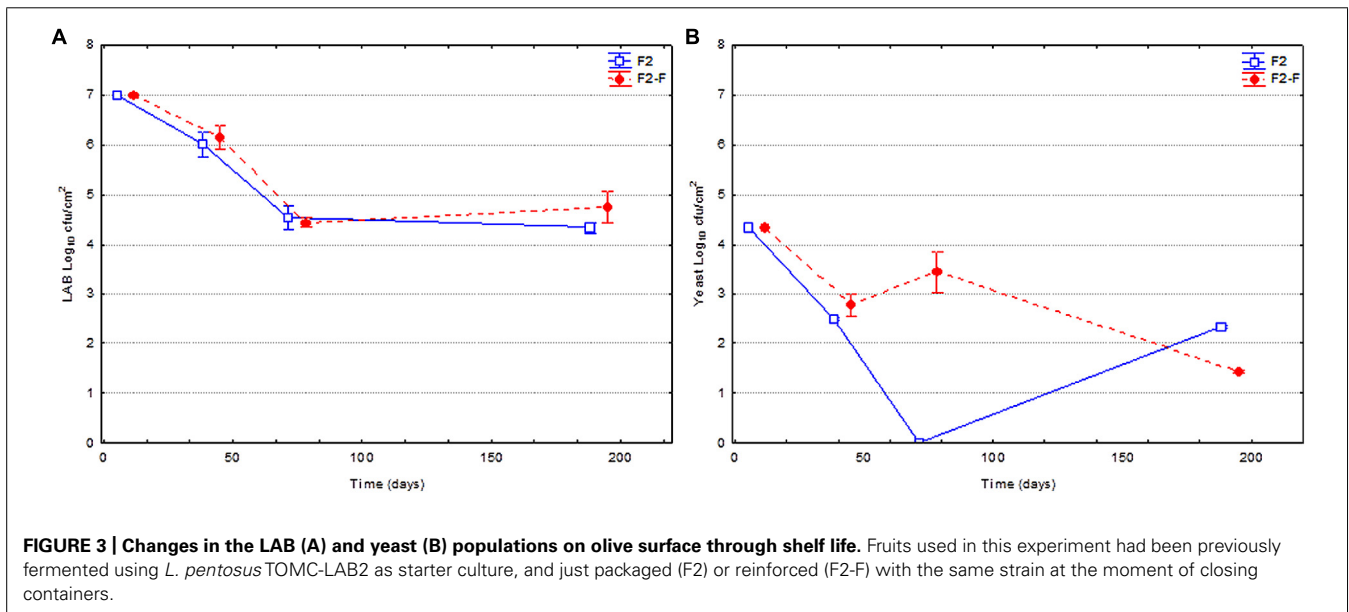 A
8
7
6
5
4
3
2
1
0
LAB Log10 cfu/cm2
0
50
100
150
200
Time (days)
F2
F2-F
B
8
7
6
5
4
3
2
1
0
Yeast Log10 cfu/cm2
0
50
100
150
200
Time (days)
F2
F2-F
FIGURE 3 | Changes in the LAB (A) and yeast (B) populations on olive surface through shelf life. Fruits used in this experiment had been previously
fermented using L. pentosus TOMC-LAB2 as starter culture, and just packaged (F2) or reinforced (F2-F) with the same strain at the moment of closing
containers.